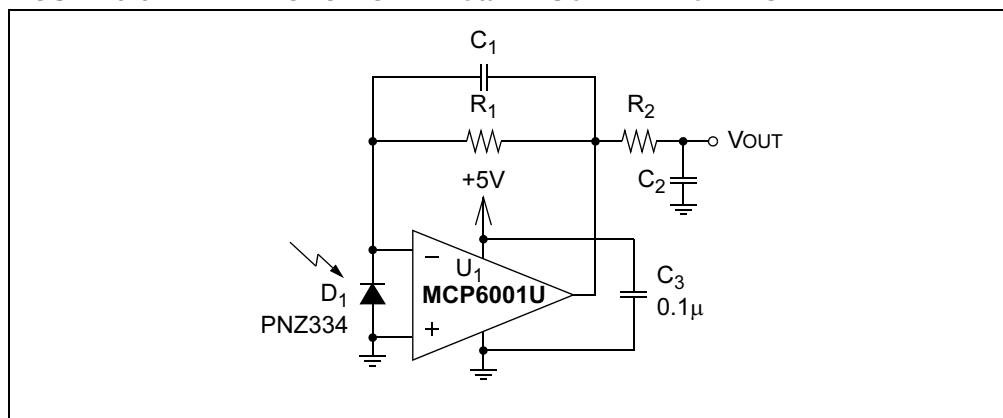 C1
R1
R2
VOUT
+5V
C2
−
U1
MCP6001U
C3
0.1μ
D1
PNZ334
+